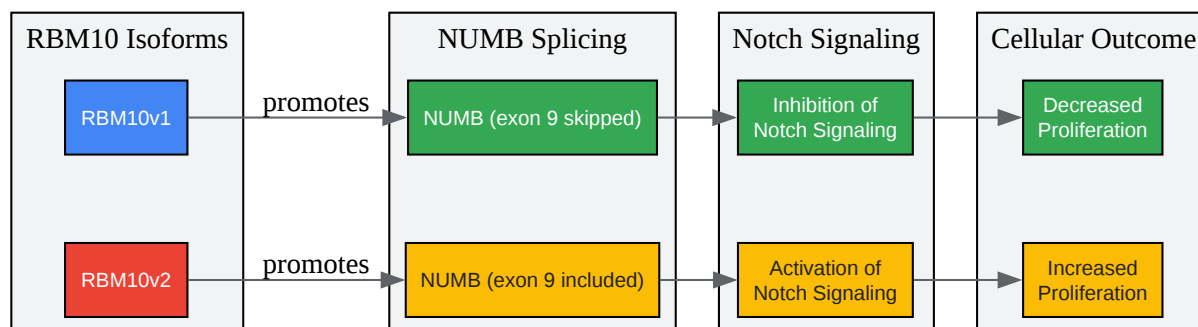 RBM10 Isoforms
NUMB Splicing
Notch Signaling
Cellular Outcome
RBM10v1
promotes
NUMB (exon 9 skipped)
Inhibition of
Notch Signaling
Decreased
Proliferation
RBM10v2
promotes
NUMB (exon 9 included)
Activation of
Notch Signaling
Increased
Proliferation